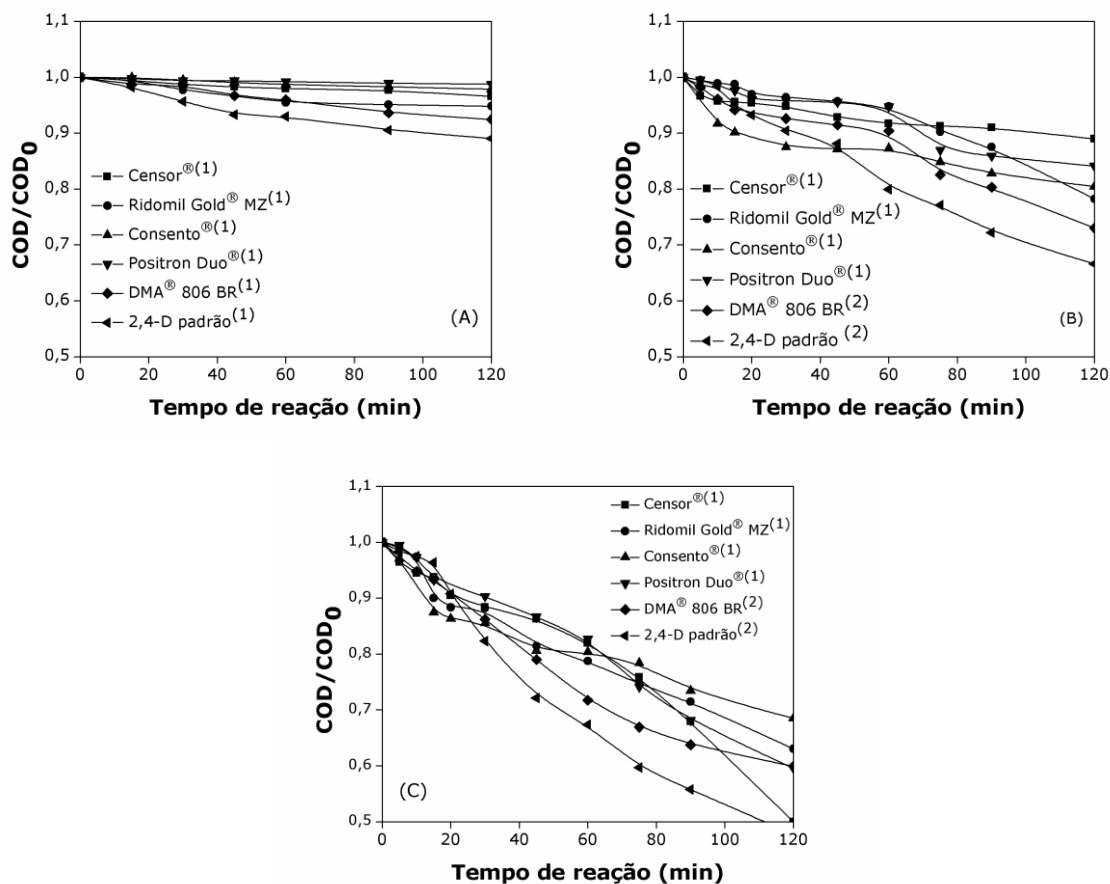 1,1
1,0
0,9
0,8
0,7
0,6
0,5
COD/COD0
Censor®(1)
Ridomil Gold® MZ(1)
Consento®(1)
Positron Duo®(1)
DMA® 806 BR(1)
2,4-D padrão(1)
(A)
0 20 40 60 80 100 120
Tempo de reação (min)
1,1
1,0
0,9
0,8
0,7
0,6
0,5
COD/COD0
Censor®(1)
Ridomil Gold® MZ(1)
Consento®(1)
Positron Duo®(1)
DMA® 806 BR(2)
2,4-D padrão (2)
(B)
0 20 40 60 80 100 120
Tempo de reação (min)
1,1
1,0
0,9
0,8
0,7
0,6
0,5
COD/COD0
Censor®(1)
Ridomil Gold® MZ(1)
Consento®(1)
Positron Duo®(1)
DMA® 806 BR(2)
2,4-D padrão(2)
(C)
0 20 40 60 80 100 120
Tempo de reação (min)